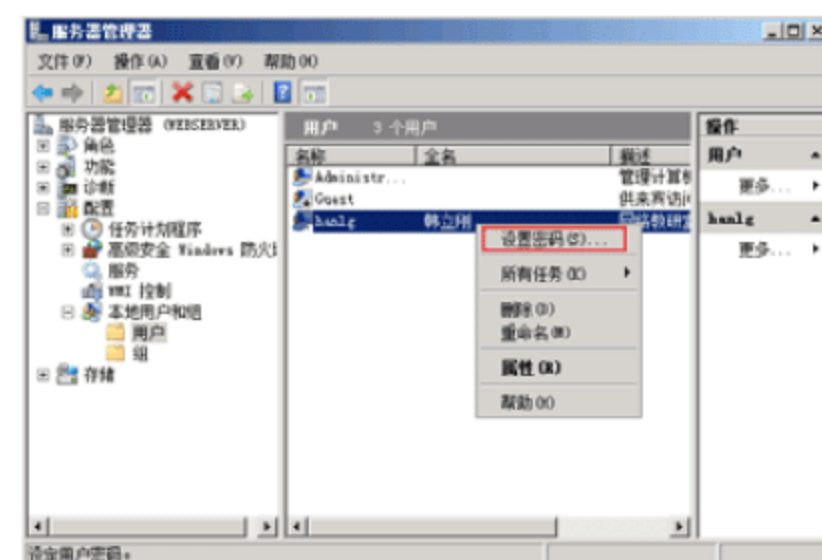 服务器管理器
文件(F) 操作(A) 查看(V) 帮助(H)
服务器管理器 (WEBSERVER)
角色
功能
诊断
配置
任务计划程序
高级安全 Windows 防火
服务
WMI 控制
本地用户和组
用户
组
存储
用户 3 个用户
名称 全名 描述
Administr... 管理计算机
Guest 供来宾访问
hanlg 韩立刚 网络教研室
设置密码(S)...
所有任务(K)
删除(D)
重命名(M)
属性(R)
帮助(H)
操作
用户
更多...
hanlg
更多...
设定用户密码。